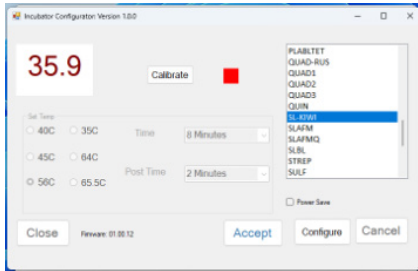 Incubator Configurator: Version 1.0.0
35.9
Calibrate
Set Temp
40C
35C
45C
64C
56C
65.5C
Time
8 Minutes
Post Time
2 Minutes
PLABLTET
QUAD-RUS
QUAD1
QUAD2
QUAD3
QUIN
SL-KIWI
SLAFM
SLAFMQ
SLBL
STREP
SULF
Power Save
Close
Firmware: 01.00.12
Accept
Configure
Cancel